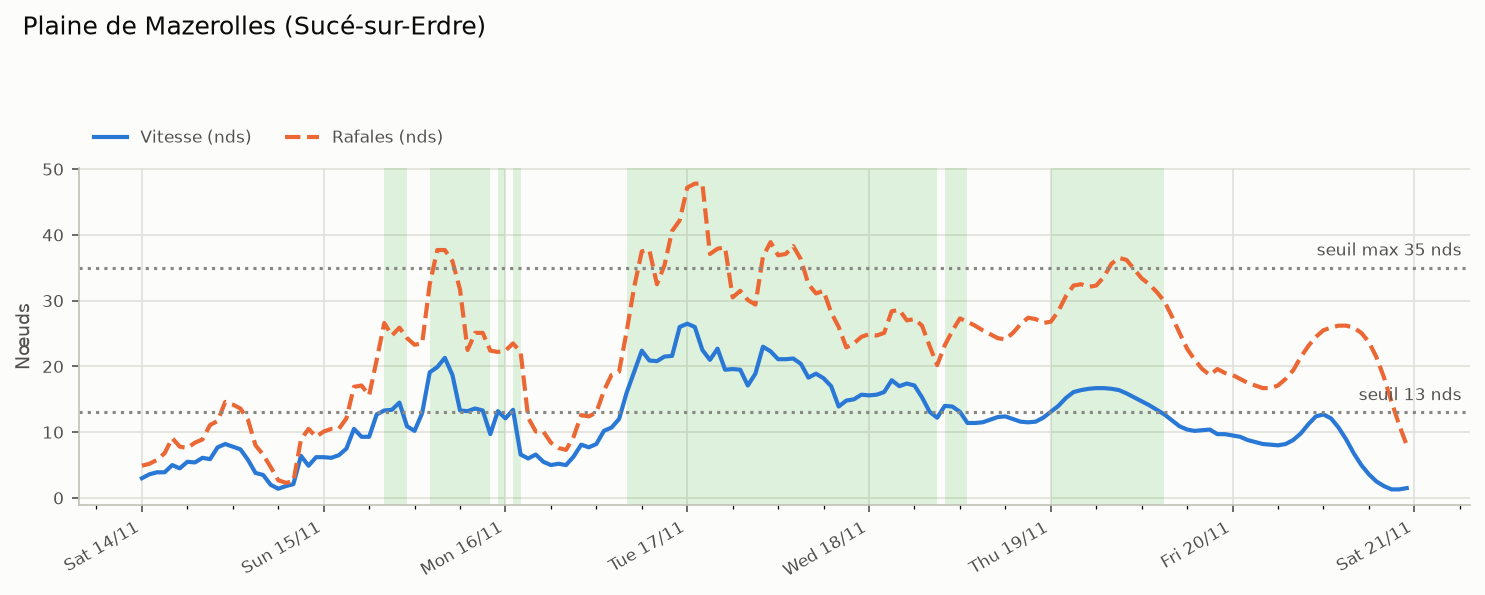 Plaine de Mazerolles (Sucé-sur-Erdre)
Vitesse (nds)
Rafales (nds)
50
40
30
20
10
0
Nœuds
seuil max 35 nds
seuil 13 nds
Sat 14/11
Sun 15/11
Mon 16/11
Tue 17/11
Wed 18/11
Thu 19/11
Fri 20/11
Sat 21/11